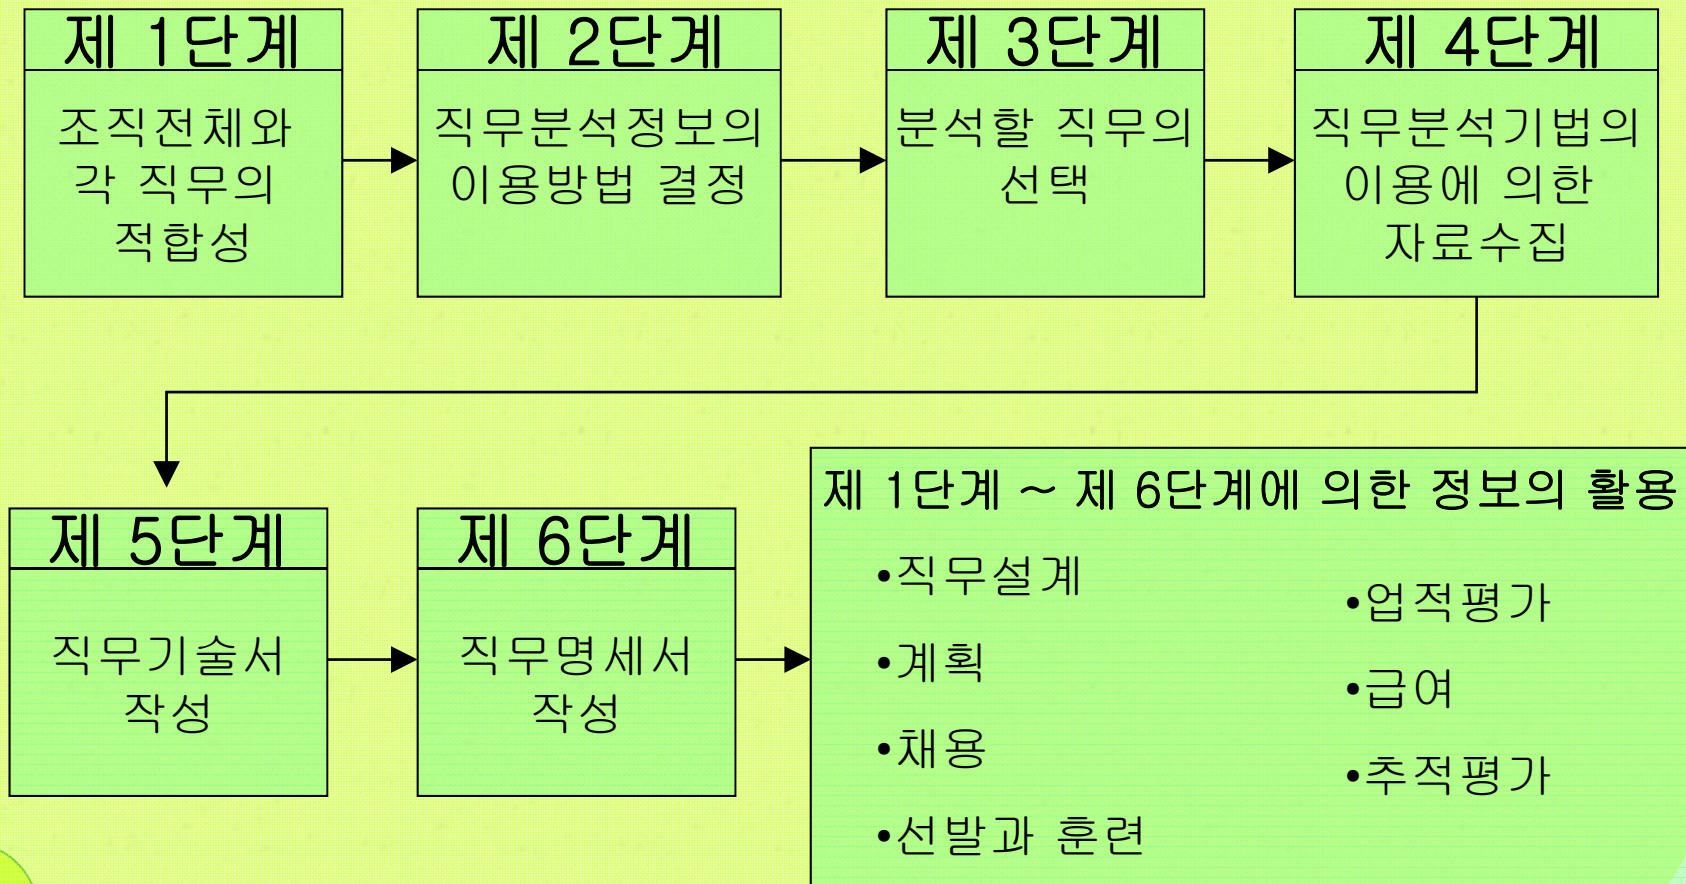 제 1단계
조직전체와
각 직무의
적합성
제 2단계
직무분석정보의
이용방법 결정
제 3단계
분석할 직무의
선택
제 4단계
직무분석기법의
이용에 의한
자료수집
제 5단계
직무기술서
작성
제 6단계
직무명세서
작성
제 1단계 ~ 제 6단계에 의한 정보의 활용
•직무설계
•계획
•채용
•선발과 훈련
•업적평가
•급여
•추적평가